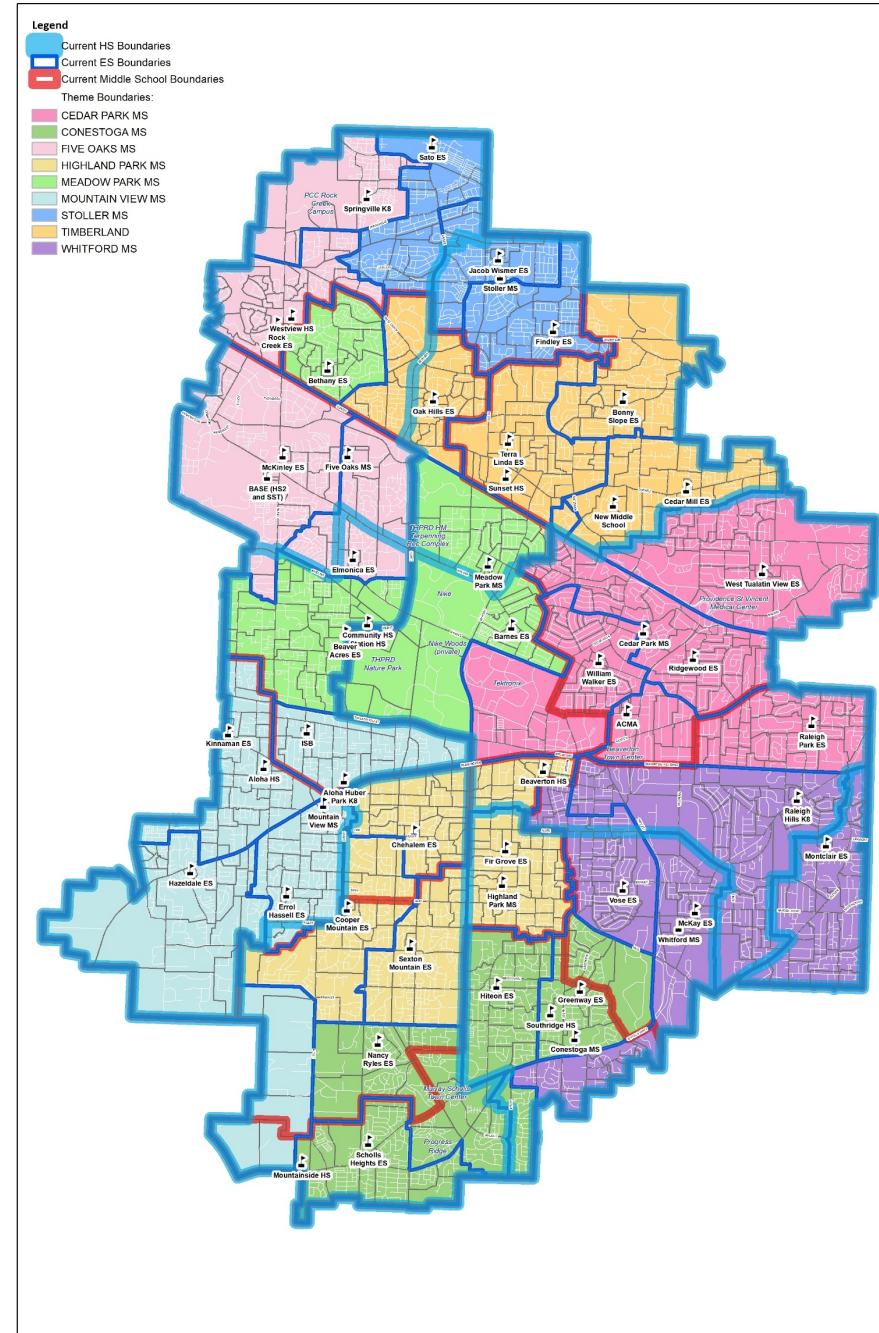 Legend
Current HS Boundaries
Current ES Boundaries
Current Middle School Boundaries
Theme Boundaries:
CEDAR PARK MS
CONESTOGA MS
FIVE OAKS MS
HIGHLAND PARK MS
MEADOW PARK MS
MOUNTAIN VIEW MS
STOLLER MS
TIMBERLAND
WHITFORD MS
Sato ES
PCC Rock
Creek
Campus
Springville K8
Jacob Wismer ES
Stoller MS
Westview HS
Rock
Creek ES
Findley ES
Bethany ES
Oak Hills ES
Bonny
Slope ES
Terra
Linda ES
McKinley ES
Five Oaks MS
BASE (HS2
and SST)
Sunset HS
Cedar Mill ES
New Middle
School
THPRD HM
Terpenning
Rec Complex
Elmonica ES
Meadow
Park MS
West Tualatin View ES
Providence St Vincent
Medical Center
Nike
Community HS
Beaver
Acres ES
Barnes ES
Cedar Park MS
Nike Woods
(private)
THPRD
Nature Park
William
Walker ES
Ridgewood ES
Tektronix
ACMA
Kinnaman ES
ISB
Raleigh
Park ES
Beaverton
Town Center
Aloha HS
Beaverton HS
Aloha Huber
Park K8
Mountain
View MS
Raleigh
Hills K8
Chehalem ES
Montclair ES
Fir Grove ES
Hazeldale ES
Highland
Park MS
Vose ES
Errol
Hassell ES
Cooper
Mountain ES
McKay ES
Whitford MS
Sexton
Mountain ES
Hiteon ES
Greenway ES
Southridge HS
Nancy
Ryles ES
Conestoga MS
Murray Scholls
Town Center
Progress
Ridge
Scholls
Heights ES
Mountainside HS